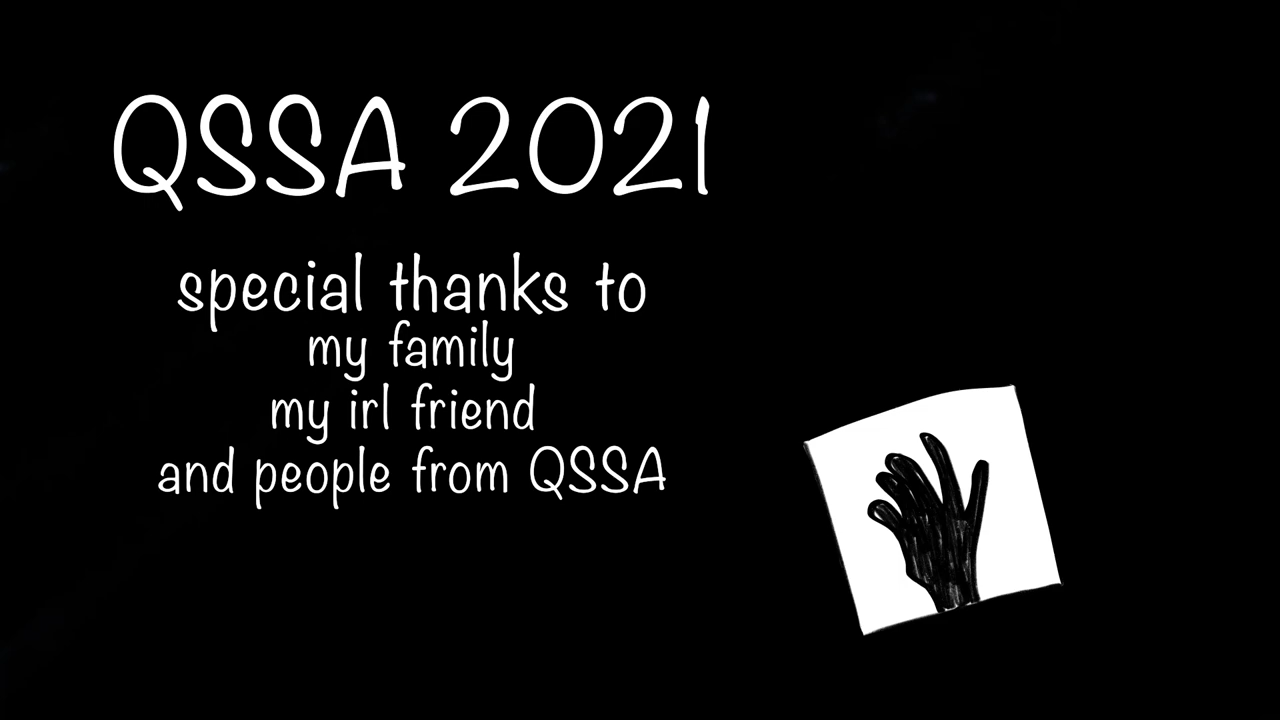 QSSA 2021
special thanks to
my family
my irl friend
and people from QSSA